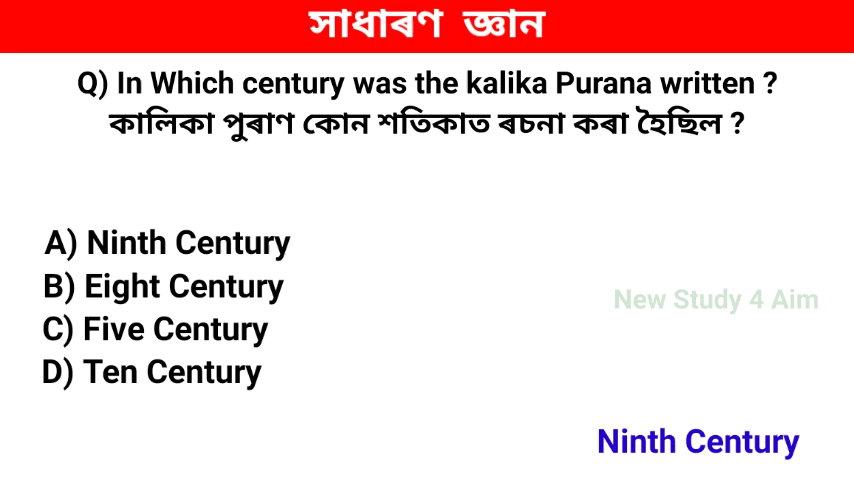 সাধাৰণ জ্ঞান
Q) In Which century was the kalika Purana written ?
কালিকা পুৰাণ কোন শতিকাত ৰচনা কৰা হৈছিল ?
A) Ninth Century
B) Eight Century
C) Five Century
D) Ten Century
New Study 4 Aim
Ninth Century